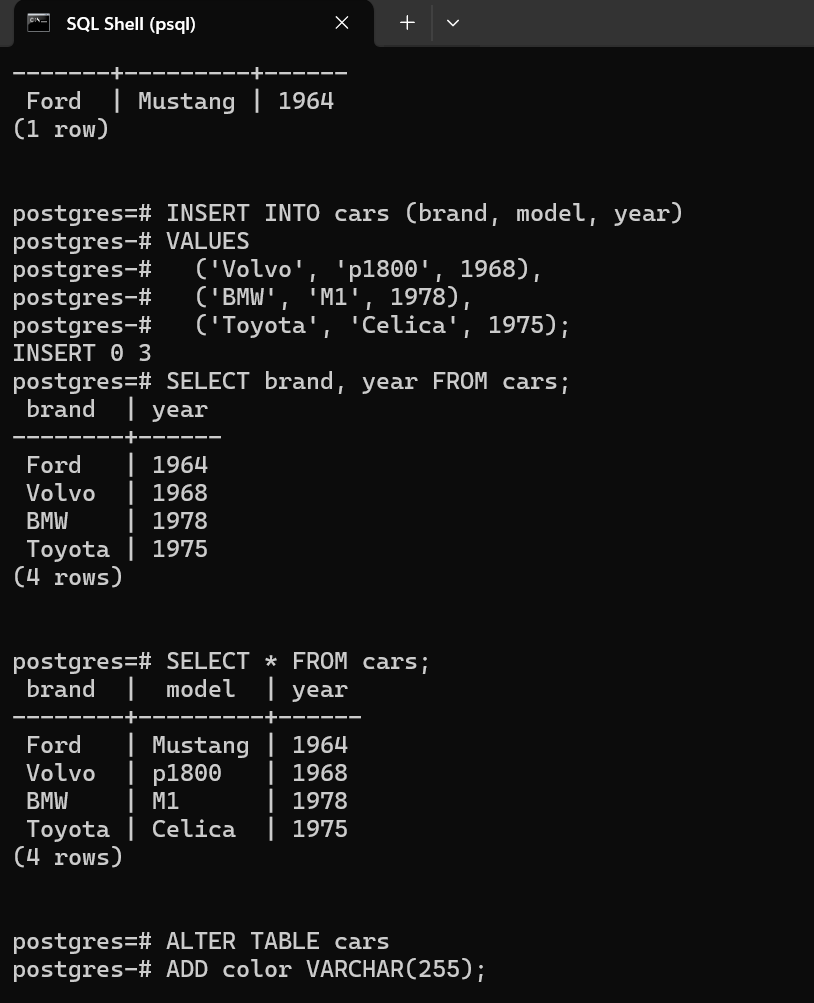 SQL Shell (psql)
-------+---------+------
 Ford  | Mustang | 1964
(1 row)


postgres=# INSERT INTO cars (brand, model, year)
postgres-# VALUES
postgres-#   ('Volvo', 'p1800', 1968),
postgres-#   ('BMW', 'M1', 1978),
postgres-#   ('Toyota', 'Celica', 1975);
INSERT 0 3
postgres=# SELECT brand, year FROM cars;
 brand  | year
--------+------
 Ford   | 1964
 Volvo  | 1968
 BMW    | 1978
 Toyota | 1975
(4 rows)


postgres=# SELECT * FROM cars;
 brand  |  model  | year
--------+---------+------
 Ford   | Mustang | 1964
 Volvo  | p1800   | 1968
 BMW    | M1      | 1978
 Toyota | Celica  | 1975
(4 rows)


postgres=# ALTER TABLE cars
postgres-# ADD color VARCHAR(255);